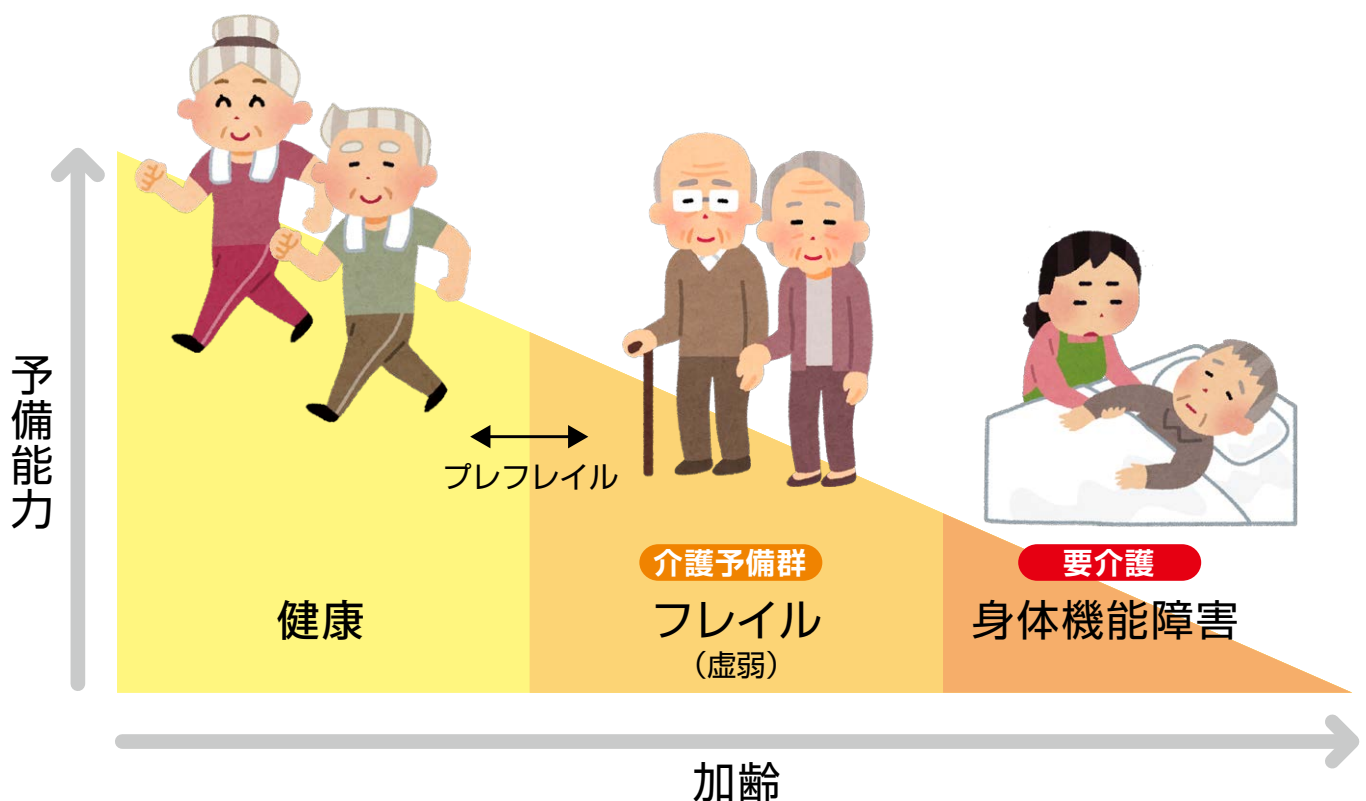 予備能力
プレフレイル
介護予備群
要介護
健康
フレイル
身体機能障害
（虚弱）
加齢